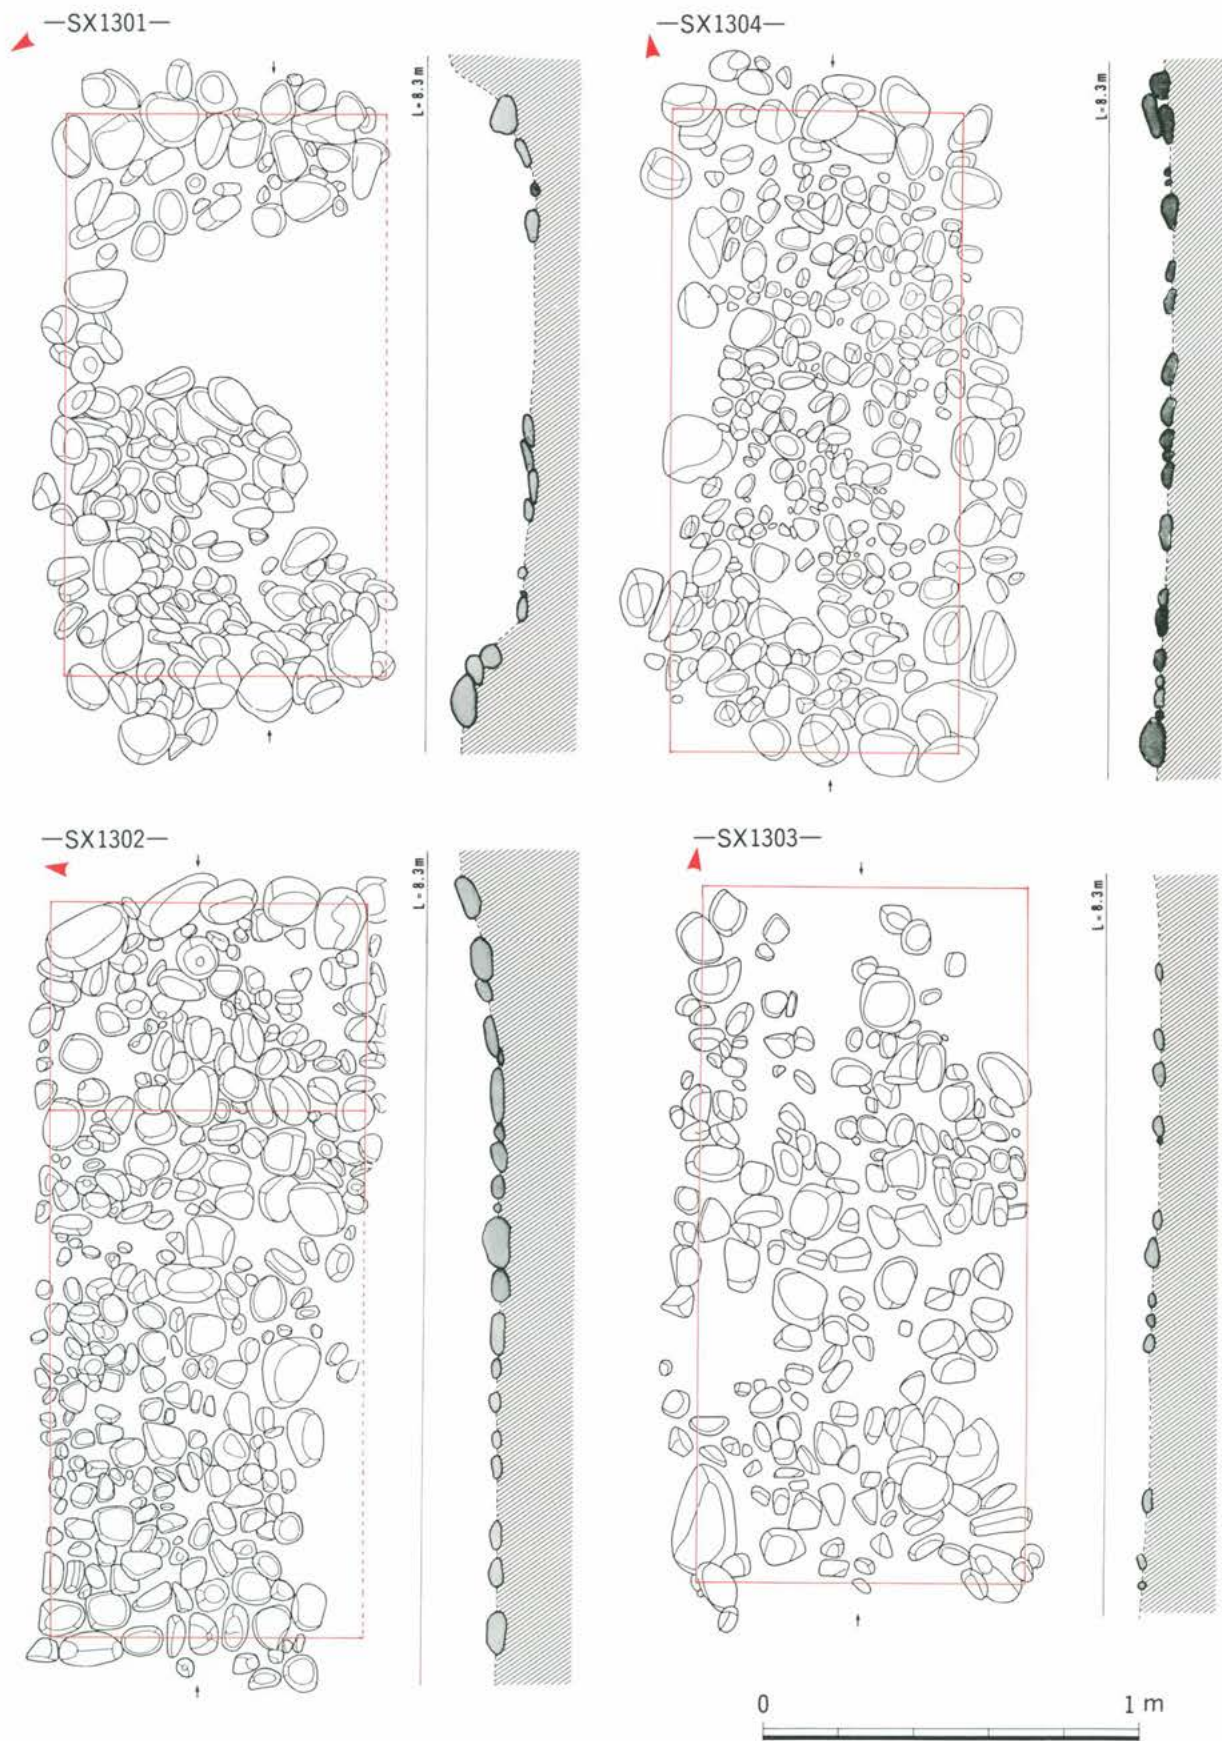 —SX1301—
L=8.3m
—SX1304—
L=8.3m
—SX1302—
L=8.3m
—SX1303—
L=8.3m
0 1 m